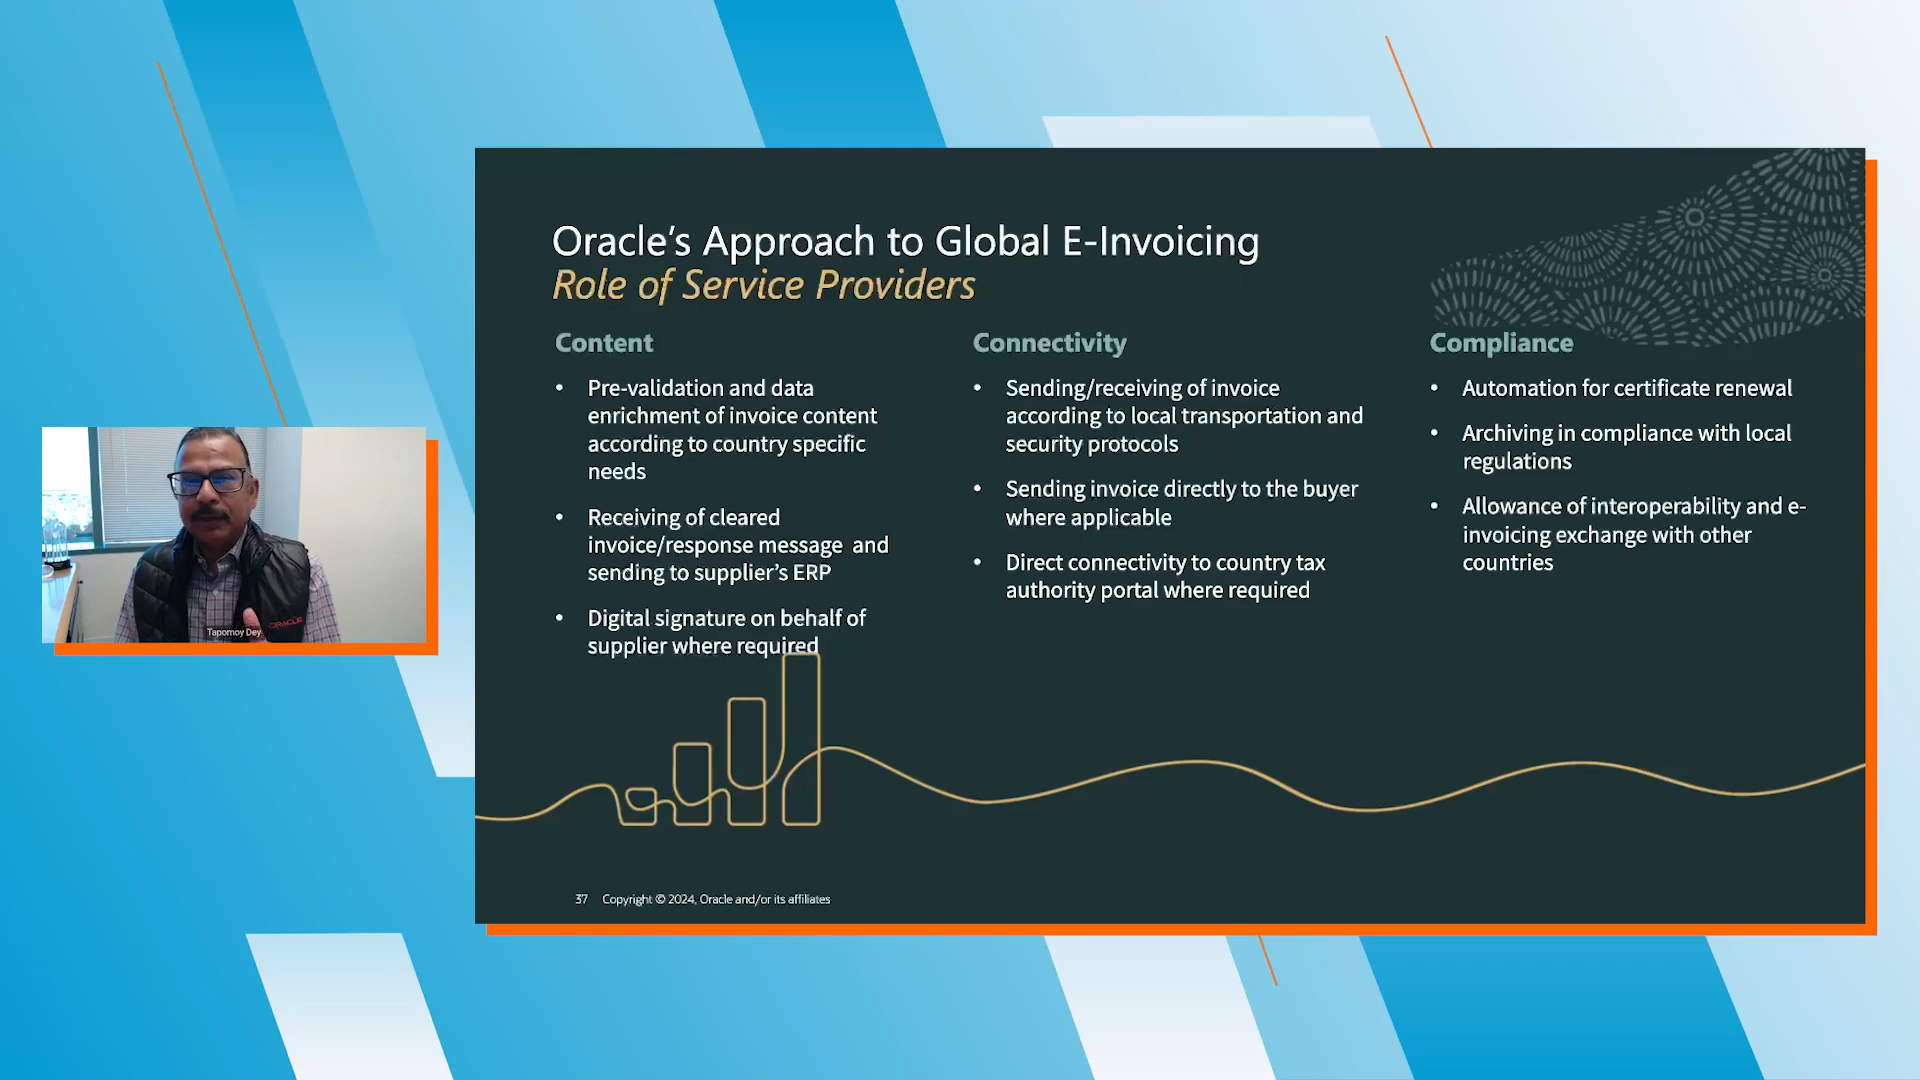 Oracle's Approach to Global E-Invoicing
Role of Service Providers
Content
• Pre-validation and data
enrichment of invoice content
according to country specific
needs
• Receiving of cleared
invoice/response message and
sending to supplier's ERP
• Digital signature on behalf of
supplier where required
Connectivity
• Sending/receiving of invoice
according to local transportation and
security protocols
• Sending invoice directly to the buyer
where applicable
• Direct connectivity to country tax
authority portal where required
Compliance
• Automation for certificate renewal
• Archiving in compliance with local
regulations
• Allowance of interoperability and e-
invoicing exchange with other
countries
37 Copyright © 2024, Oracle and/or its affiliates
Tapomoy Dey
ORACLE